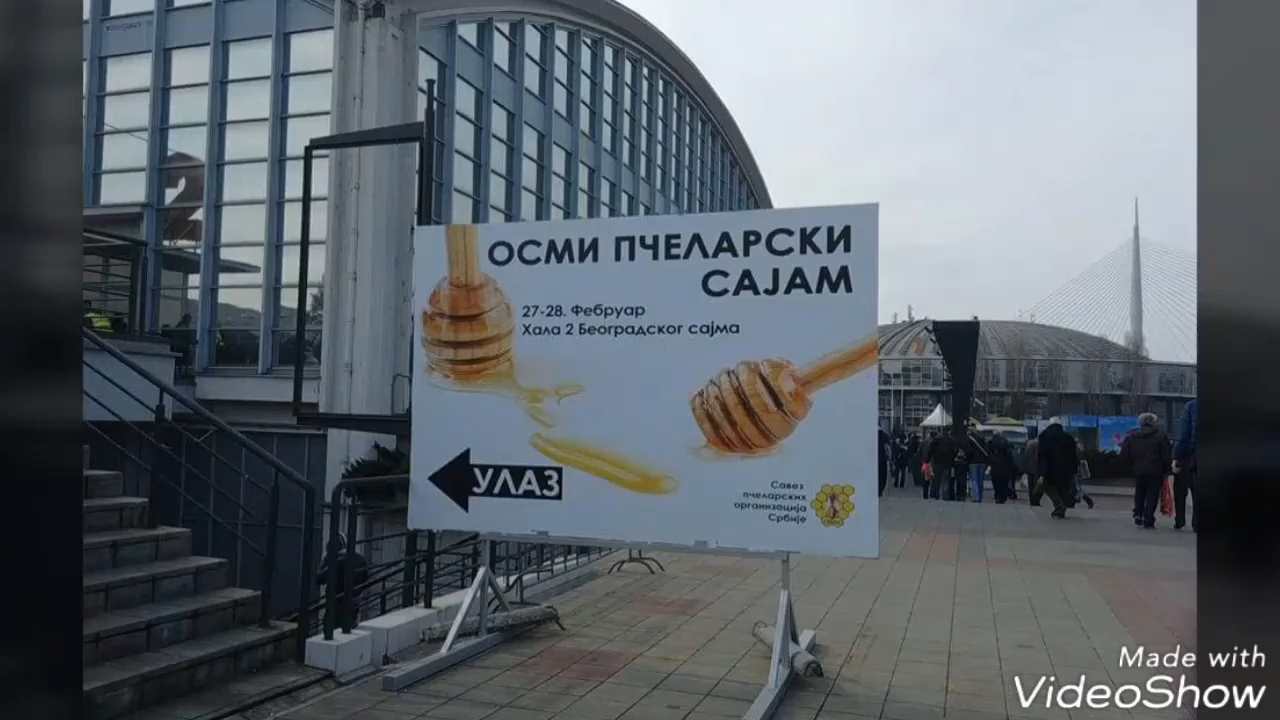 ОСМИ ПЧЕЛАРСКИ
САЈАМ
27-28. Фебруар
Хала 2 Београдског сајма
УЛАЗ
Савез
пчеларских
организација
Србије
Made with
VideoShow